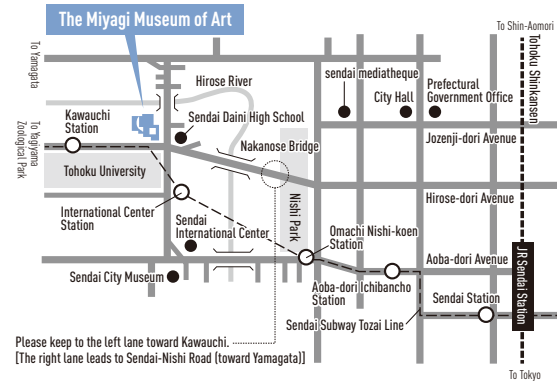 The Miyagi Museum of Art
To Shin-Aomori
Tohoku Shinkansen
To Yamagata
Hirose River
sendai mediatheque
City Hall
Prefectural
Government Office
Kawauchi
Station
To Yagiyama
Zoological Park
Sendai Daini High School
Nakanose Bridge
Jozenji-dori Avenue
Tohoku University
Nishi Park
Hirose-dori Avenue
International Center
Station
Sendai
International Center
Omachi Nishi-koen
Station
Aoba-dori Avenue
JR Sendai Station
Sendai City Museum
Aoba-dori Ichibancho
Station
Sendai Station
Sendai Subway Tozai Line
Please keep to the left lane toward Kawauchi.
[The right lane leads to Sendai-Nishi Road (toward Yamagata)]
To Tokyo